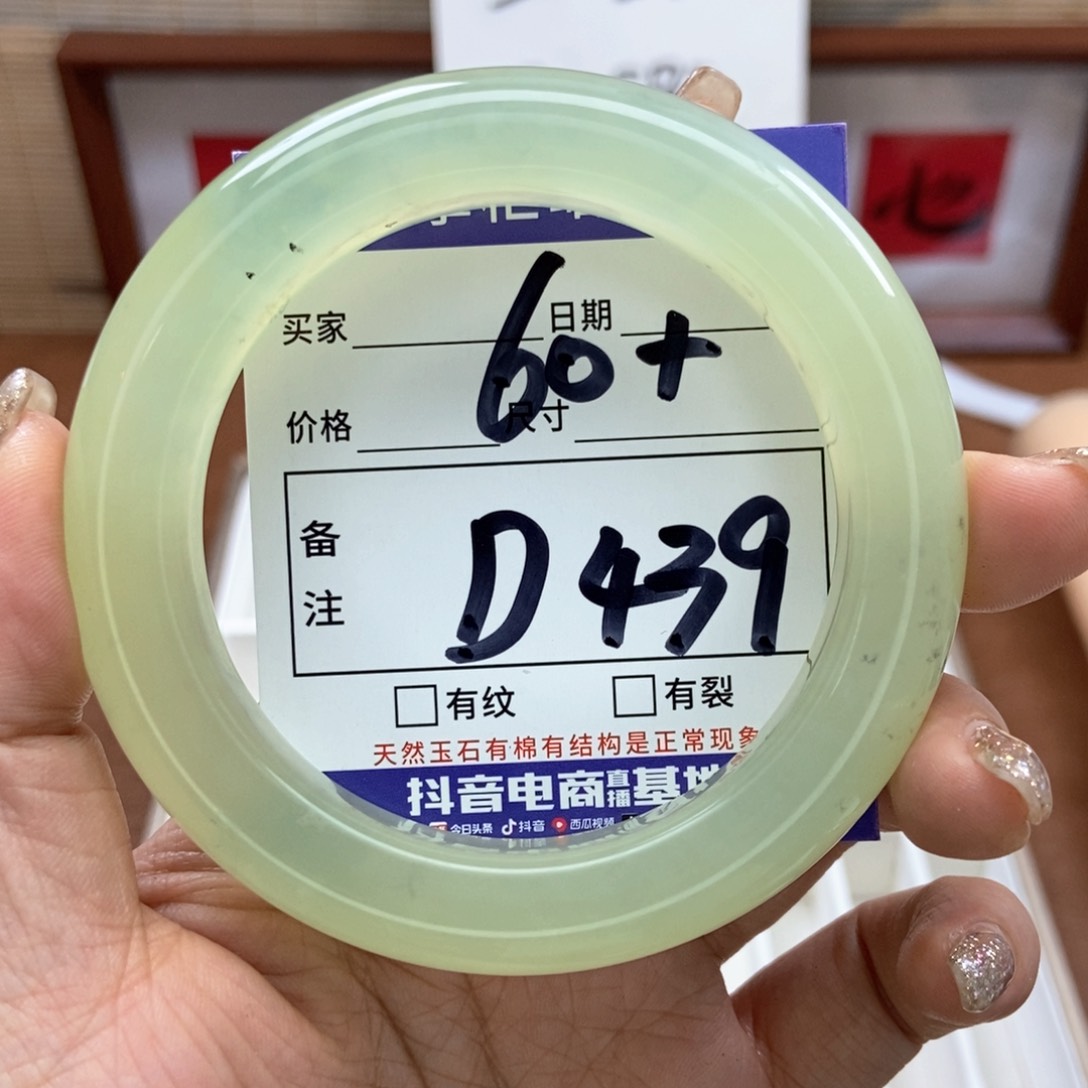 心
买家 日期
60+
价格 尺寸
备注
D439
有纹 有裂
天然玉石有棉有结构是正常现象
抖音电商直播基地
今日头条 抖音 西瓜视频